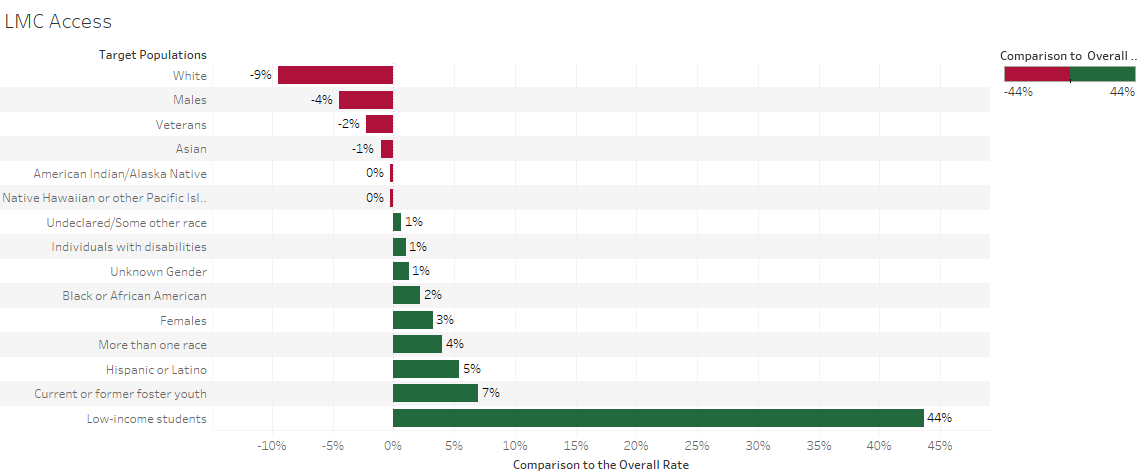 LMC Access
Target Populations
White -9%
Males -4%
Veterans -2%
Asian -1%
American Indian/Alaska Native 0%
Native Hawaiian or other Pacific Isl.. 0%
Undeclared/Some other race 1%
Individuals with disabilities 1%
Unknown Gender 1%
Black or African American 2%
Females 3%
More than one race 4%
Hispanic or Latino 5%
Current or former foster youth 7%
Low-income students 44%
-10% -5% 0% 5% 10% 15% 20% 25% 30% 35% 40% 45%
Comparison to the Overall Rate
Comparison to Overall ..
-44% 44%